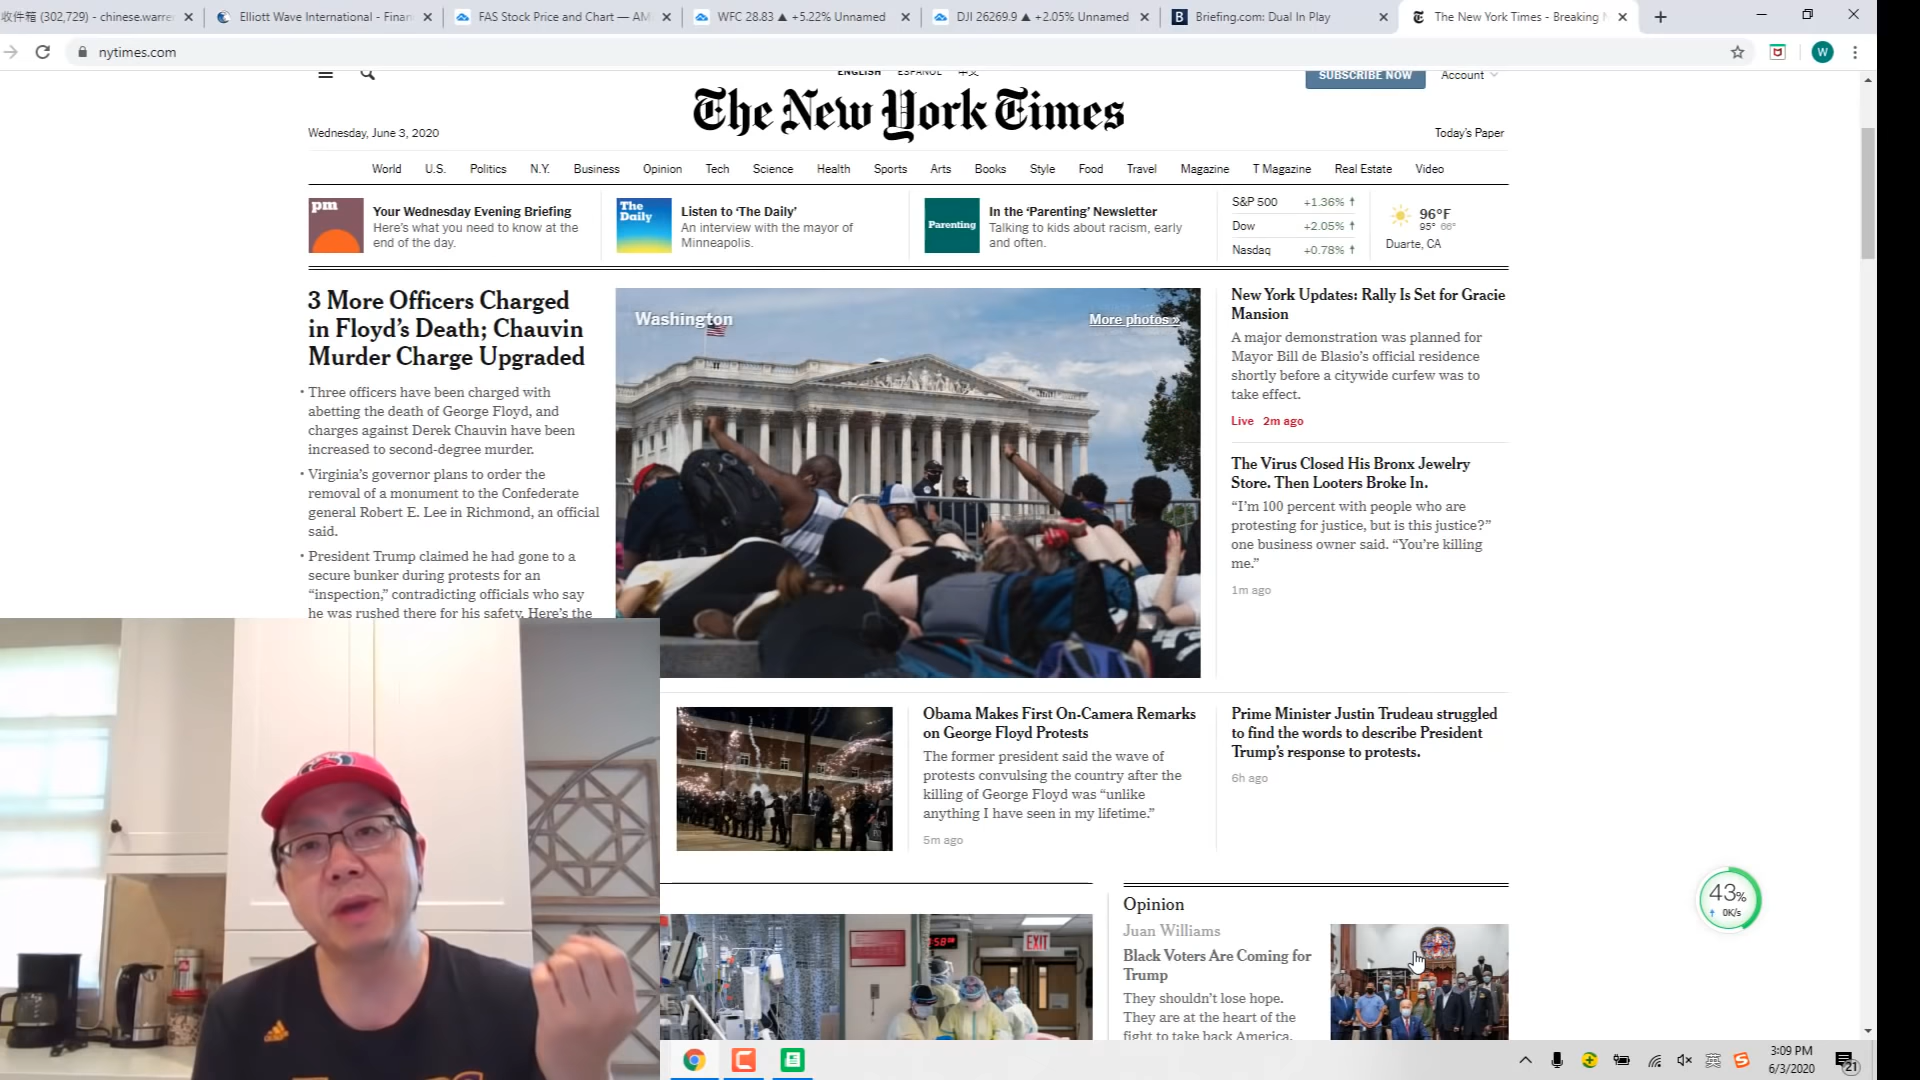 收件箱 (302,729) - chinese.warre
Elliott Wave International - Finan
FAS Stock Price and Chart — AM
WFC 28.83 ▲ +5.22% Unnamed
DJI 26269.9 ▲ +2.05% Unnamed
Briefing.com: Dual In Play
The New York Times - Breaking
nytimes.com
W
ENGLISH ESPAÑOL 中文
SUBSCRIBE NOW
Account
The New York Times
Wednesday, June 3, 2020
Today's Paper
World U.S. Politics N.Y. Business Opinion Tech Science Health Sports Arts Books Style Food Travel Magazine T Magazine Real Estate Video
pm
Your Wednesday Evening Briefing
Here's what you need to know at the
end of the day.
The
Daily
Listen to 'The Daily'
An interview with the mayor of
Minneapolis.
Parenting
In the 'Parenting' Newsletter
Talking to kids about racism, early
and often.
S&P 500 +1.36% ↑
Dow +2.05% ↑
Nasdaq +0.78% ↑
96°F
95° 66°
Duarte, CA
3 More Officers Charged
in Floyd's Death; Chauvin
Murder Charge Upgraded
• Three officers have been charged with
abetting the death of George Floyd, and
charges against Derek Chauvin have been
increased to second-degree murder.
• Virginia's governor plans to order the
removal of a monument to the Confederate
general Robert E. Lee in Richmond, an official
said.
• President Trump claimed he had gone to a
secure bunker during protests for an
“inspection,” contradicting officials who say
he was rushed there for his safety. Here's the
Washington
More photos »
New York Updates: Rally Is Set for Gracie
Mansion
A major demonstration was planned for
Mayor Bill de Blasio's official residence
shortly before a citywide curfew was to
take effect.
Live 2m ago
The Virus Closed His Bronx Jewelry
Store. Then Looters Broke In.
“I'm 100 percent with people who are
protesting for justice, but is this justice?”
one business owner said. “You're killing
me.”
1m ago
Obama Makes First On-Camera Remarks
on George Floyd Protests
The former president said the wave of
protests convulsing the country after the
killing of George Floyd was “unlike
anything I have seen in my lifetime.”
5m ago
Prime Minister Justin Trudeau struggled
to find the words to describe President
Trump's response to protests.
6h ago
EXIT
Opinion
Juan Williams
Black Voters Are Coming for
Trump
They shouldn't lose hope.
They are at the heart of the
fight to take back America.
43%
↑ 0K/s
英
3:09 PM
6/3/2020
21